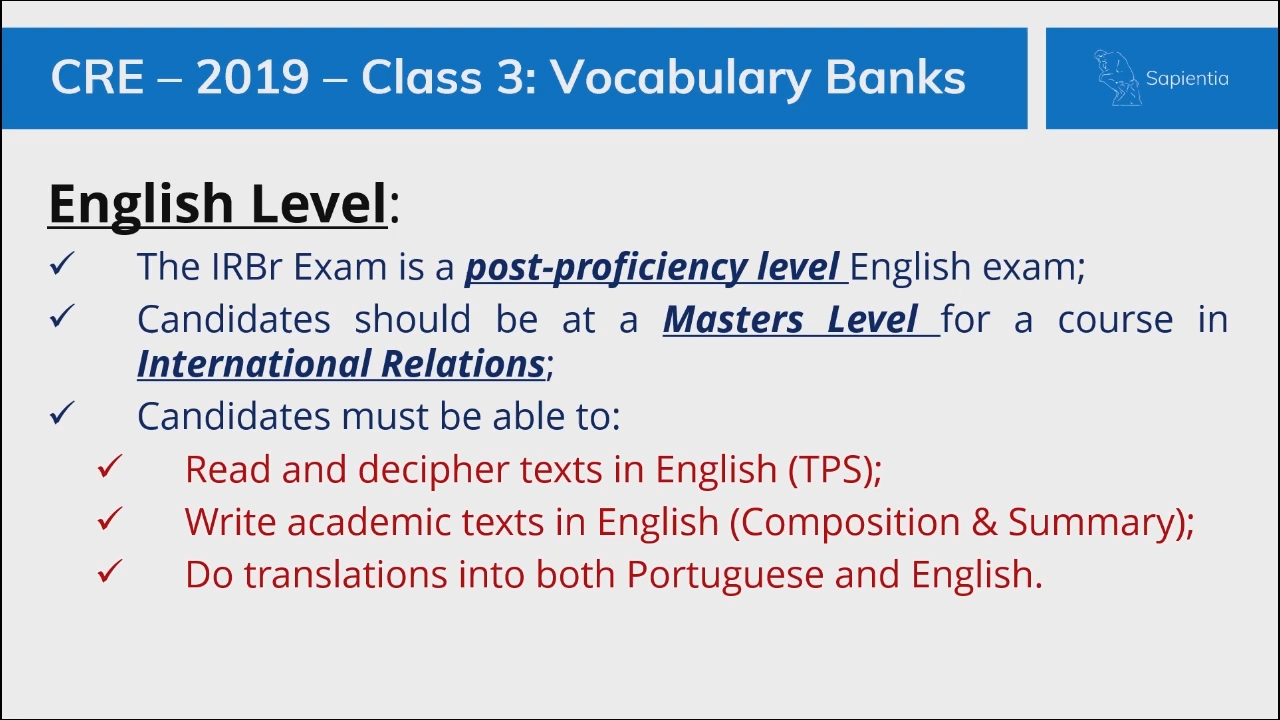 CRE – 2019 – Class 3: Vocabulary Banks
Sapientia
English Level:
✓ The IRBr Exam is a post-proficiency level English exam;
✓ Candidates should be at a Masters Level for a course in
International Relations;
✓ Candidates must be able to:
✓ Read and decipher texts in English (TPS);
✓ Write academic texts in English (Composition & Summary);
✓ Do translations into both Portuguese and English.